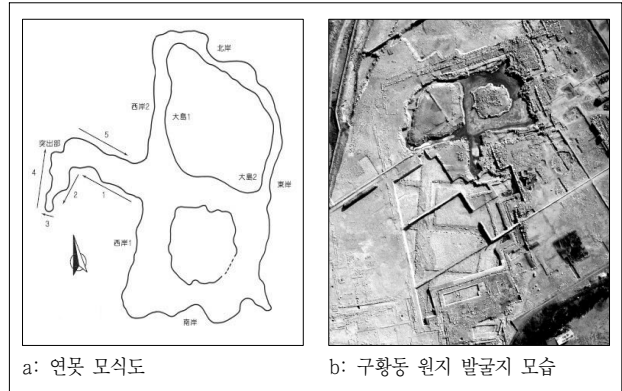 北岸
西岸2
5
大島1
突出部
4
大島2
東岸
2
1
3
西岸1
南岸
a: 연못 모식도
b: 구황동 원지 발굴지 모습